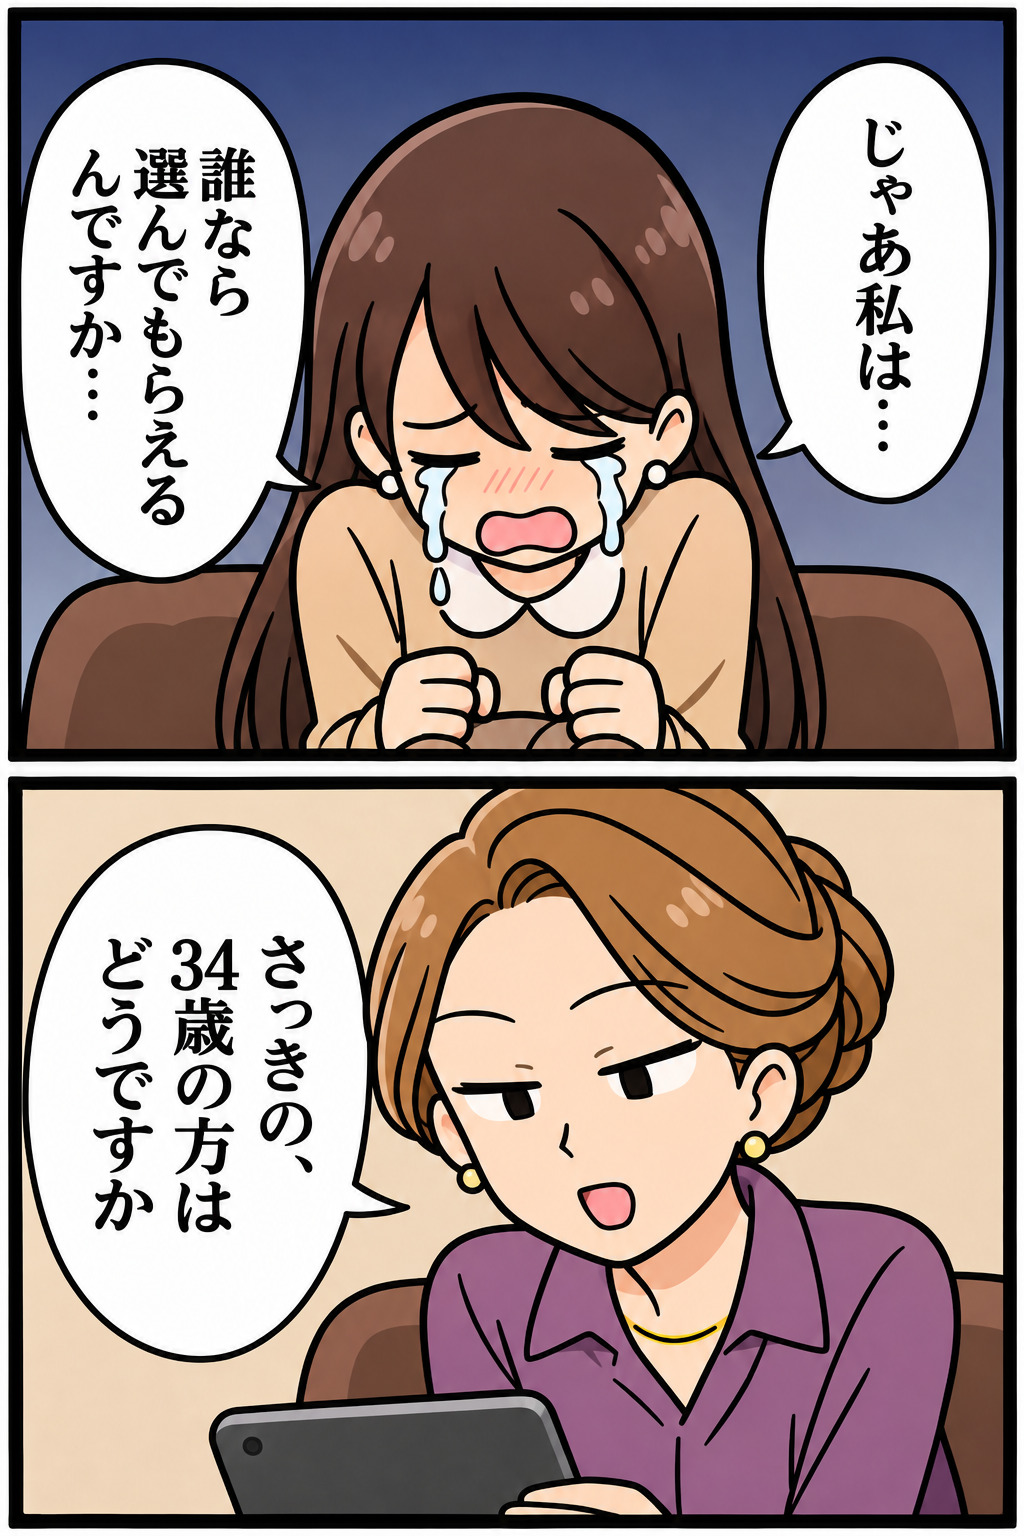 じゃあ私は…
誰なら
選んでもらえる
んですか…
さっきの、
34歳の方は
どうですか